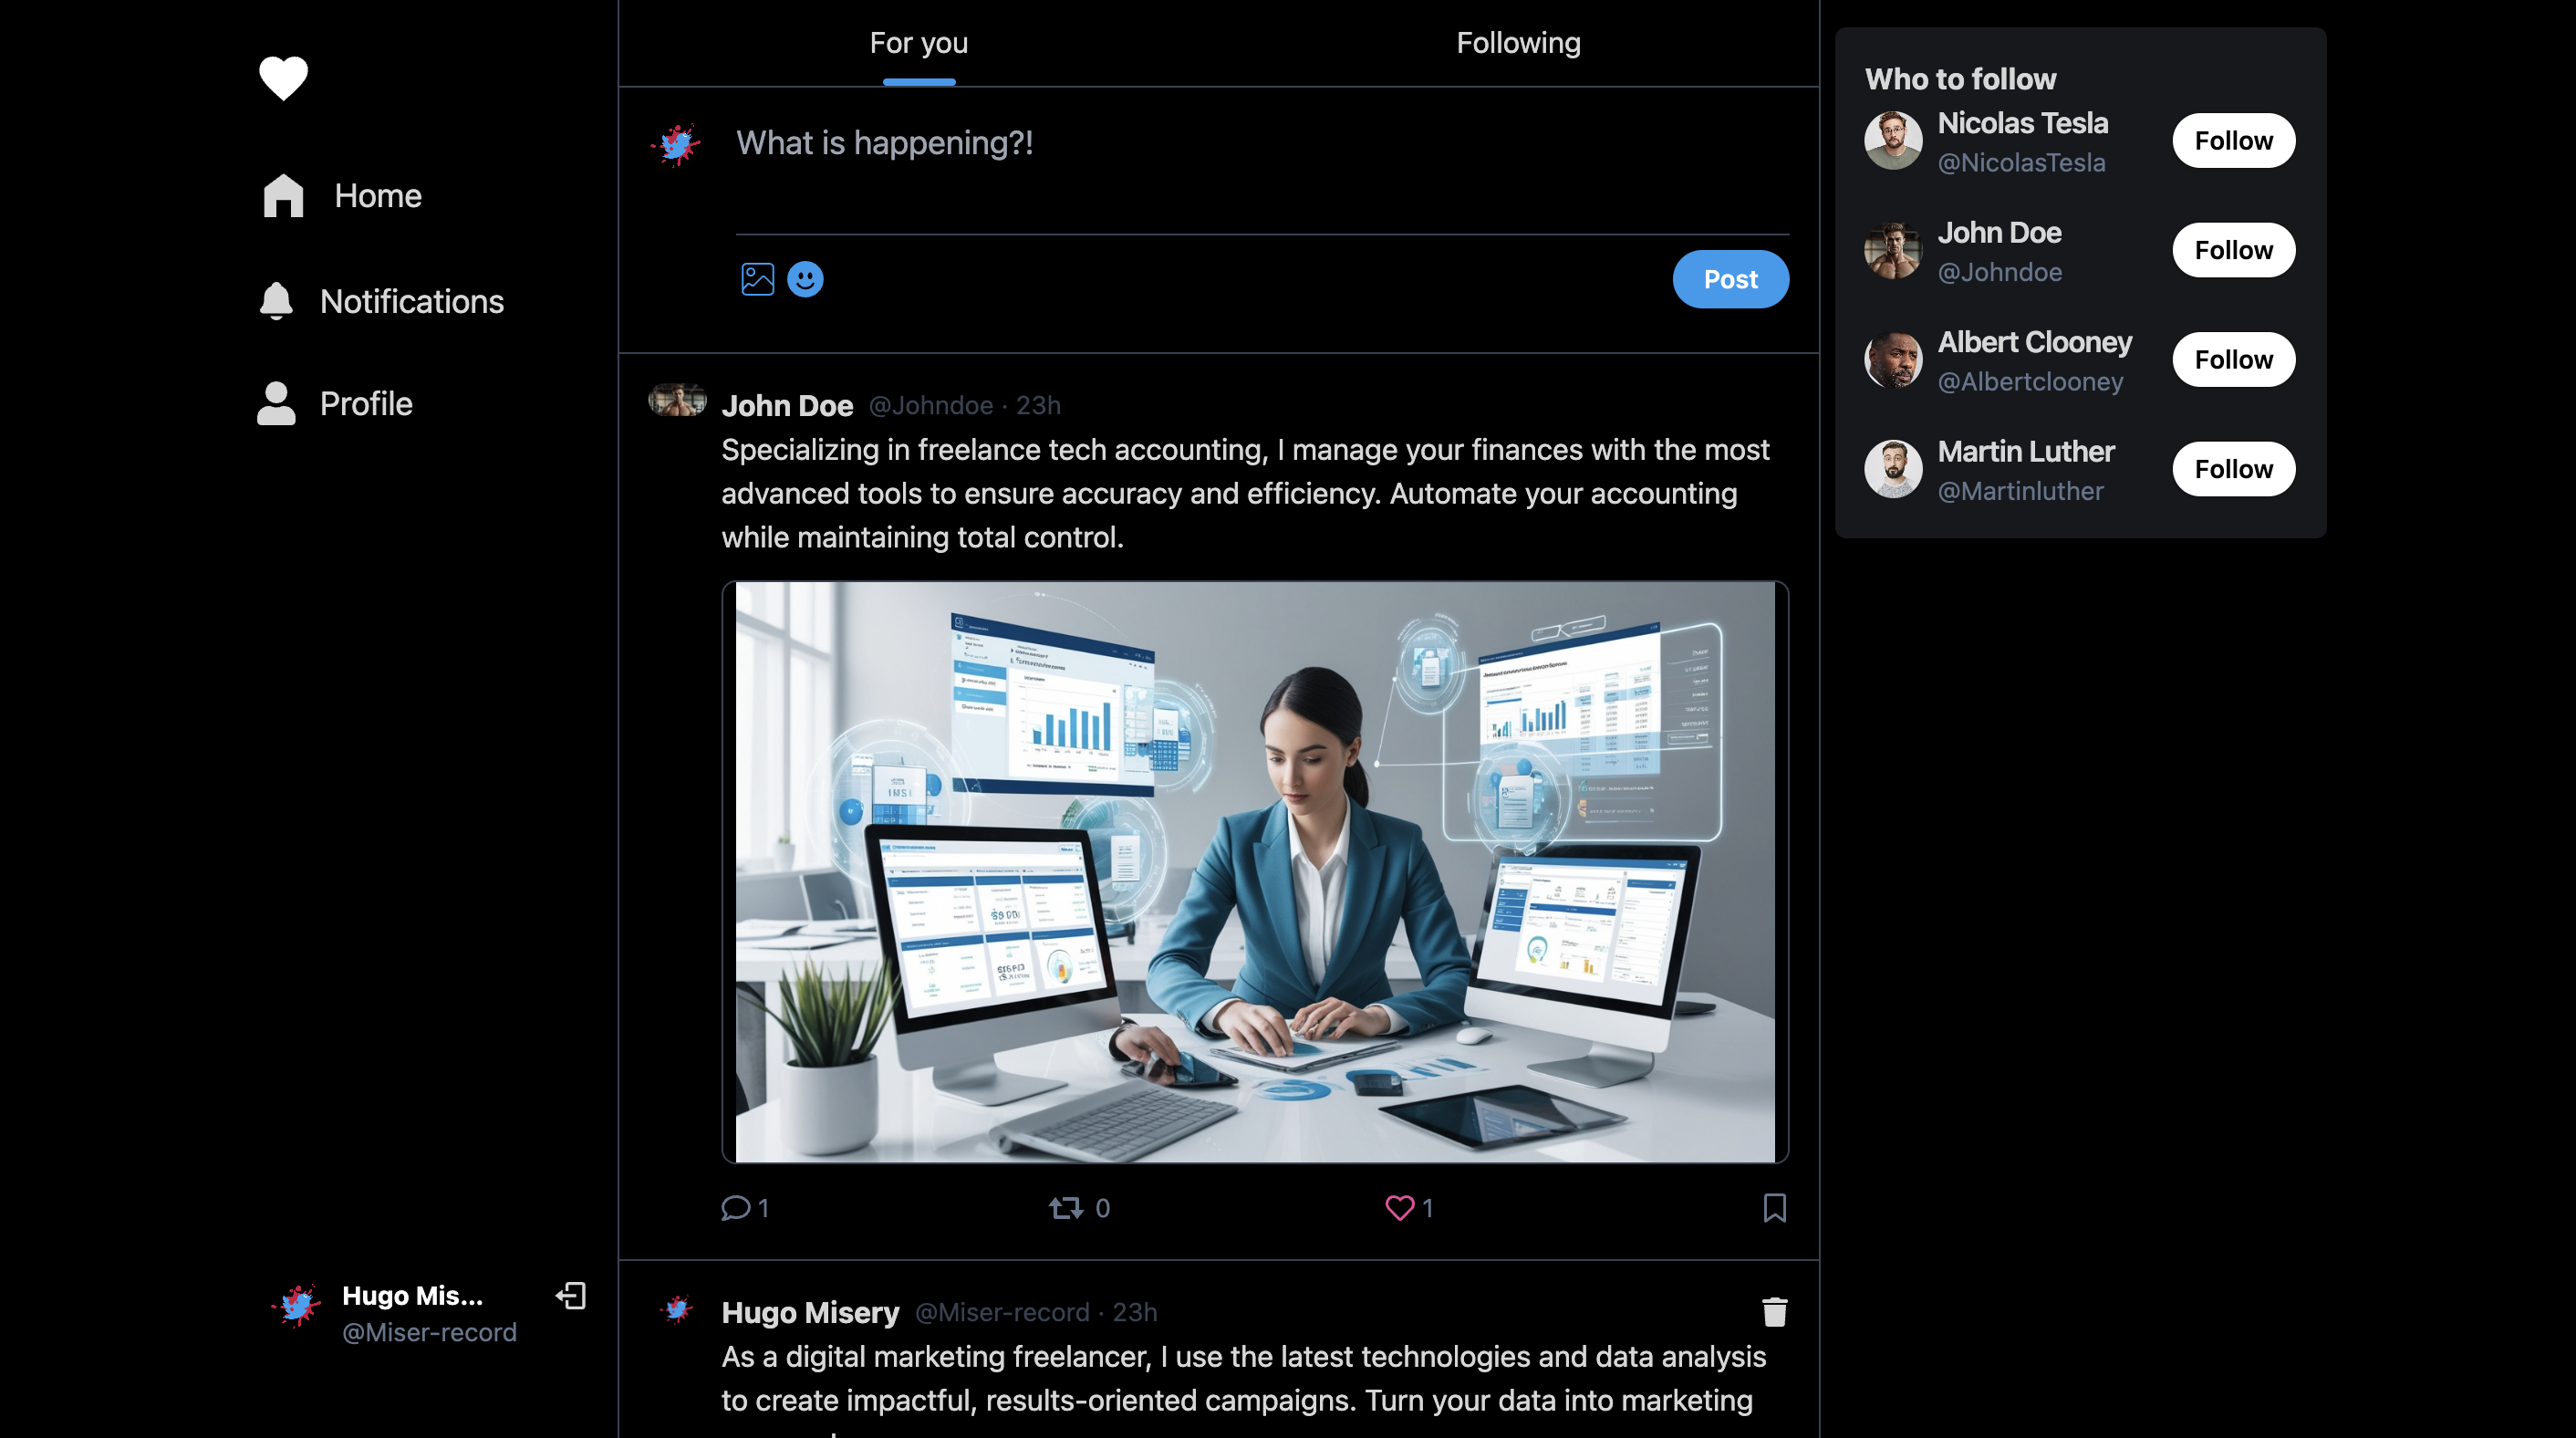 For you
Following
Home
Notifications
Profile
Hugo Mis...
@Miser-record
What is happening?!
Post
John Doe @Johndoe · 23h
Specializing in freelance tech accounting, I manage your finances with the most
advanced tools to ensure accuracy and efficiency. Automate your accounting
while maintaining total control.
1
0
1
Hugo Misery @Miser-record · 23h
As a digital marketing freelancer, I use the latest technologies and data analysis
to create impactful, results-oriented campaigns. Turn your data into marketing
Who to follow
Nicolas Tesla
@NicolasTesla
Follow
John Doe
@Johndoe
Follow
Albert Clooney
@Albertclooney
Follow
Martin Luther
@Martinluther
Follow